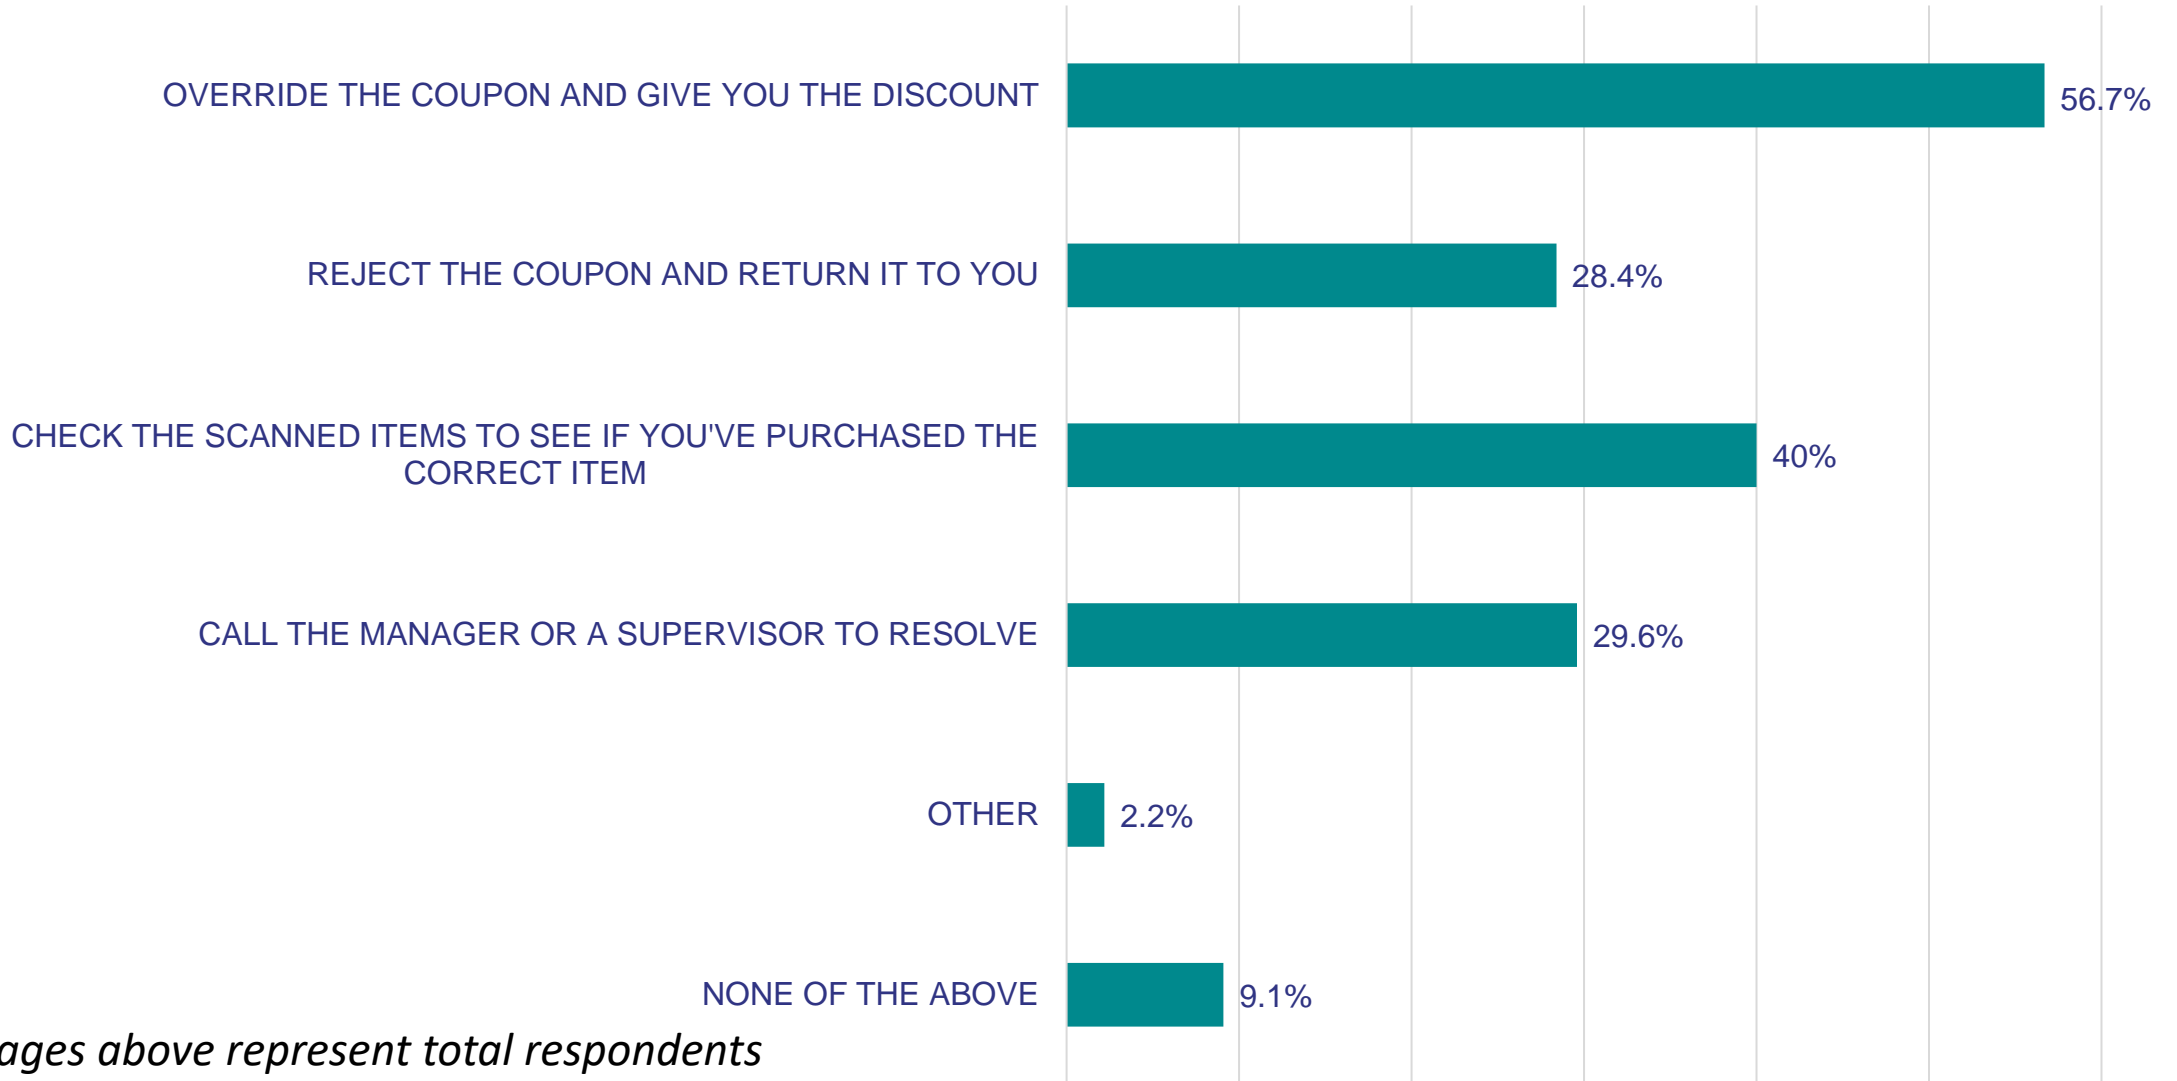 OVERRIDE THE COUPON AND GIVE YOU THE DISCOUNT
56.7%
REJECT THE COUPON AND RETURN IT TO YOU
28.4%
CHECK THE SCANNED ITEMS TO SEE IF YOU'VE PURCHASED THE
CORRECT ITEM
40%
CALL THE MANAGER OR A SUPERVISOR TO RESOLVE
29.6%
OTHER
2.2%
NONE OF THE ABOVE
9.1%
above represent total respondents